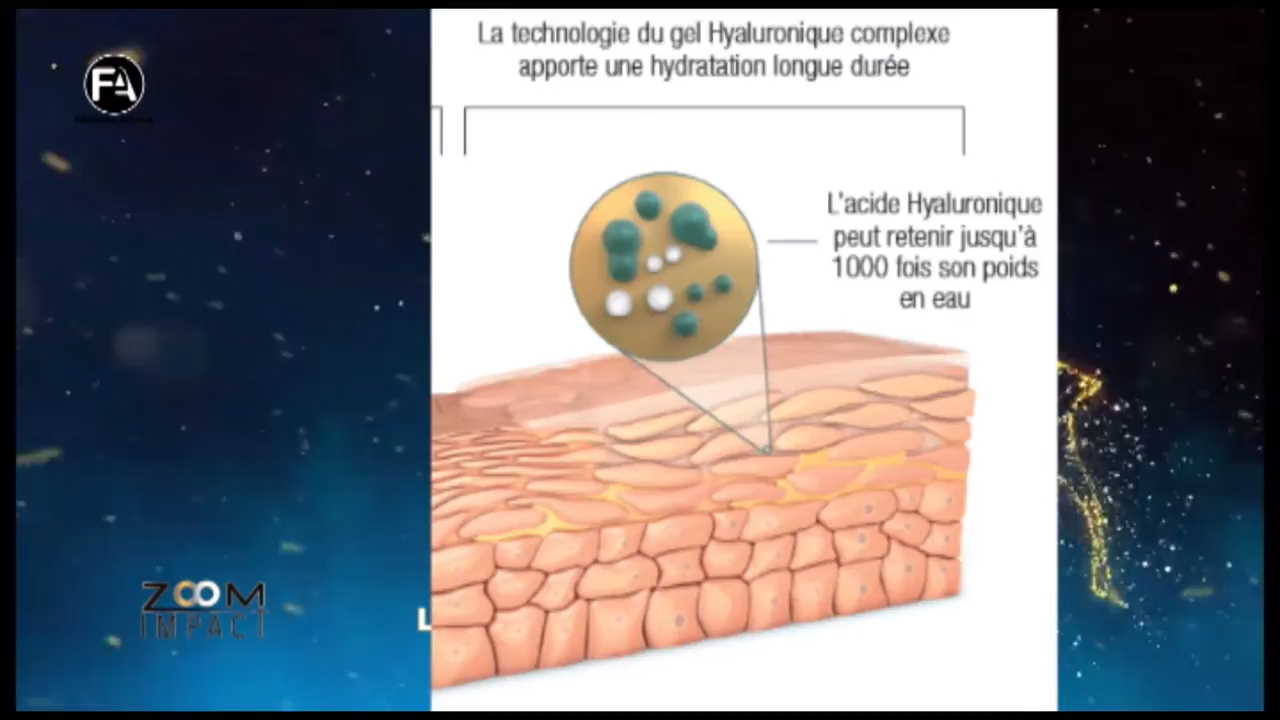 La technologie du gel Hyaluronique complexe
apporte une hydratation longue durée
FA
L'acide Hyaluronique
peut retenir jusqu'à
1000 fois son poids
en eau
ZOOM
IMPACT
L